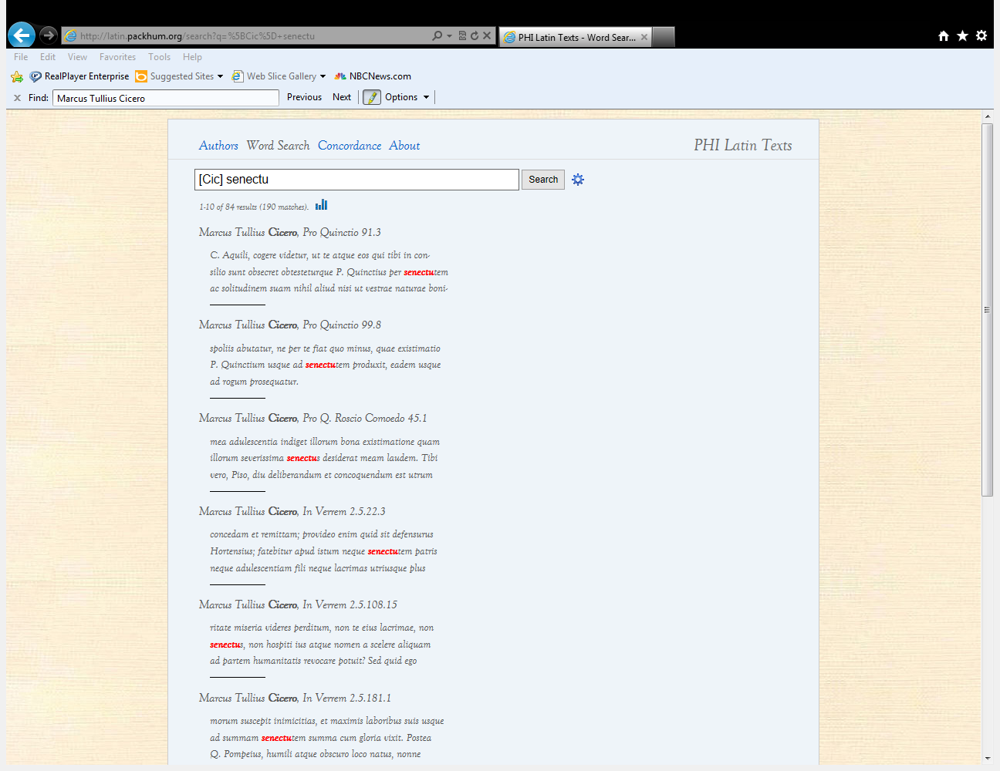 http://latin.packhum.org/search?q=%5BCic%5D+senectu
PHI Latin Texts - Word Sear...
File Edit View Favorites Tools Help
RealPlayer Enterprise Suggested Sites Web Slice Gallery NBCNews.com
Find: Marcus Tullius Cicero Previous Next Options
Authors Word Search Concordance About PHI Latin Texts
[Cic] senectu Search
1-10 of 84 results (190 matches).
Marcus Tullius Cicero, Pro Quinctio 91.3
C. Aquili, cogere videtur, ut te atque eos qui tibi in con-
silio sunt obsecret obtesteturque P. Quinctius per senectutem
ac solitudinem suam nihil aliud nisi ut vestrae naturae boni-
Marcus Tullius Cicero, Pro Quinctio 99.8
spoliis abutatur, ne per te fiat quo minus, quae existimatio
P. Quinctium usque ad senectutem produxit, eadem usque
ad rogum prosequatur.
Marcus Tullius Cicero, Pro Q. Roscio Comoedo 45.1
mea adulescentia indiget illorum bona existimatione quam
illorum severissima senectus desiderat meam laudem. Tibi
vero, Piso, diu deliberandum et concoquendum est utrum
Marcus Tullius Cicero, In Verrem 2.5.22.3
concedam et remittam; provideo enim quid sit defensurus
Hortensius; fatebitur apud istum neque senectutem patris
neque adulescentiam fili neque lacrimas utriusque plus
Marcus Tullius Cicero, In Verrem 2.5.108.15
ritate miseria videres perditum, non te eius lacrimae, non
senectus, non hospiti ius atque nomen a scelere aliquam
ad partem humanitatis revocare potuit? Sed quid ego
Marcus Tullius Cicero, In Verrem 2.5.181.1
morum suscepit inimicitias, et maximis laboribus suis usque
ad summam senectutem summa cum gloria vixit. Postea
Q. Pompeius, humili atque obscuro loco natus, nonne